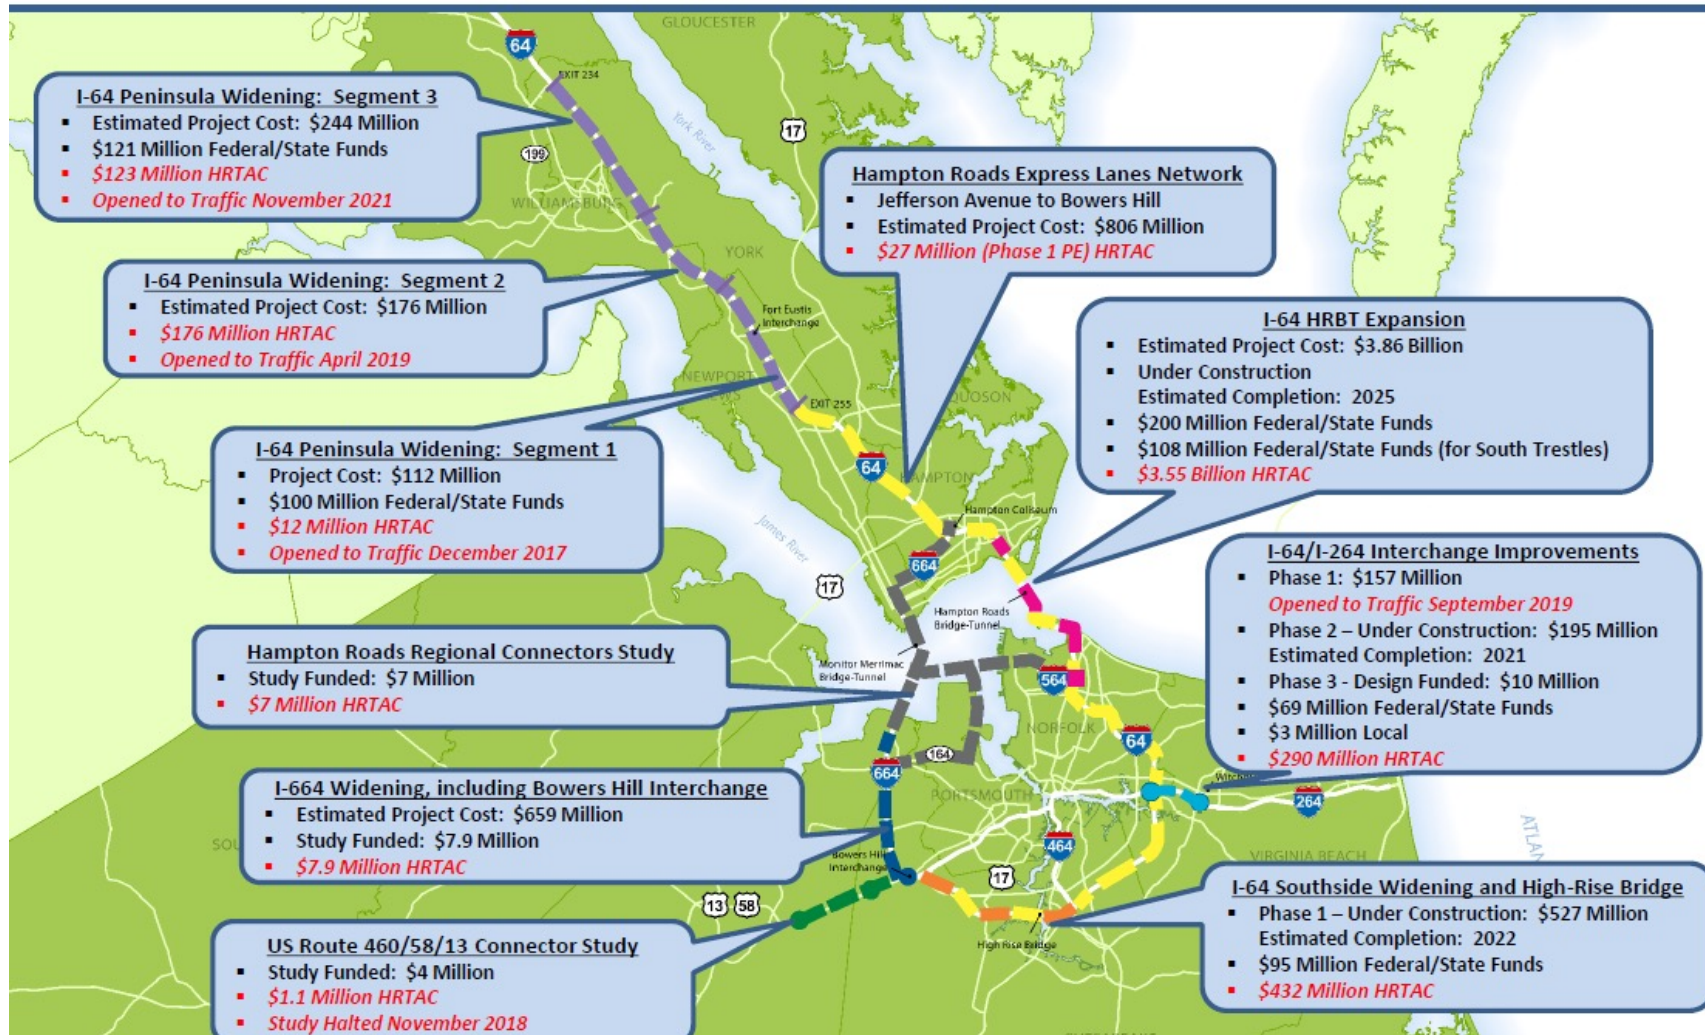 GLOUCESTER
64
EXIT 234
I-64 Peninsula Widening: Segment 3
▪ Estimated Project Cost: $244 Million
▪ $121 Million Federal/State Funds
▪ $123 Million HRTAC
▪ Opened to Traffic November 2021
York River
17
199
WILLIAMSBURG
YORK
Hampton Roads Express Lanes Network
▪ Jefferson Avenue to Bowers Hill
▪ Estimated Project Cost: $806 Million
▪ $27 Million (Phase 1 PE) HRTAC
I-64 Peninsula Widening: Segment 2
▪ Estimated Project Cost: $176 Million
▪ $176 Million HRTAC
▪ Opened to Traffic April 2019
Fort Eustis
Interchange
I-64 HRBT Expansion
▪ Estimated Project Cost: $3.86 Billion
▪ Under Construction
Estimated Completion: 2025
▪ $200 Million Federal/State Funds
▪ $108 Million Federal/State Funds (for South Trestles)
▪ $3.55 Billion HRTAC
NEWPORT
EXIT 255
QUOSON
I-64 Peninsula Widening: Segment 1
▪ Project Cost: $112 Million
▪ $100 Million Federal/State Funds
▪ $12 Million HRTAC
▪ Opened to Traffic December 2017
64
HAMPTON
Hampton Coliseum
James River
664
17
Hampton Roads
Bridge-Tunnel
I-64/I-264 Interchange Improvements
▪ Phase 1: $157 Million
Opened to Traffic September 2019
▪ Phase 2 – Under Construction: $195 Million
Estimated Completion: 2021
▪ Phase 3 - Design Funded: $10 Million
▪ $69 Million Federal/State Funds
▪ $3 Million Local
▪ $290 Million HRTAC
Hampton Roads Regional Connectors Study
▪ Study Funded: $7 Million
▪ $7 Million HRTAC
Monitor Merrimac
Bridge-Tunnel
564
NORFOLK
64
164
664
PORTSMOUTH
264
I-664 Widening, including Bowers Hill Interchange
▪ Estimated Project Cost: $659 Million
▪ Study Funded: $7.9 Million
▪ $7.9 Million HRTAC
464
Bowers Hill
Interchange
17
VIRGINIA BEACH
13 58
High Rise Bridge
I-64 Southside Widening and High-Rise Bridge
▪ Phase 1 – Under Construction: $527 Million
Estimated Completion: 2022
▪ $95 Million Federal/State Funds
▪ $432 Million HRTAC
US Route 460/58/13 Connector Study
▪ Study Funded: $4 Million
▪ $1.1 Million HRTAC
▪ Study Halted November 2018